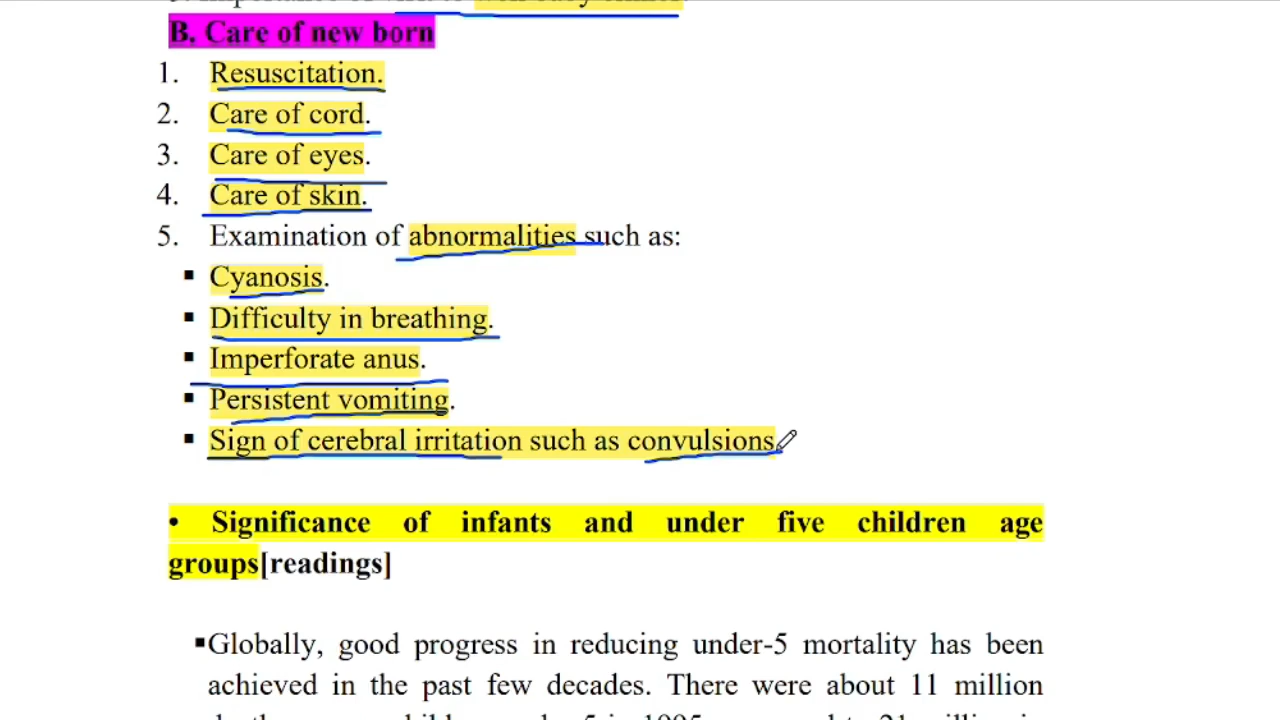 B. Care of new born
1. Resuscitation.
2. Care of cord.
3. Care of eyes.
4. Care of skin.
5. Examination of abnormalities such as:
▪ Cyanosis.
▪ Difficulty in breathing.
▪ Imperforate anus.
▪ Persistent vomiting.
▪ Sign of cerebral irritation such as convulsions
• Significance of infants and under five children age
groups[readings]
▪Globally, good progress in reducing under-5 mortality has been
achieved in the past few decades. There were about 11 million